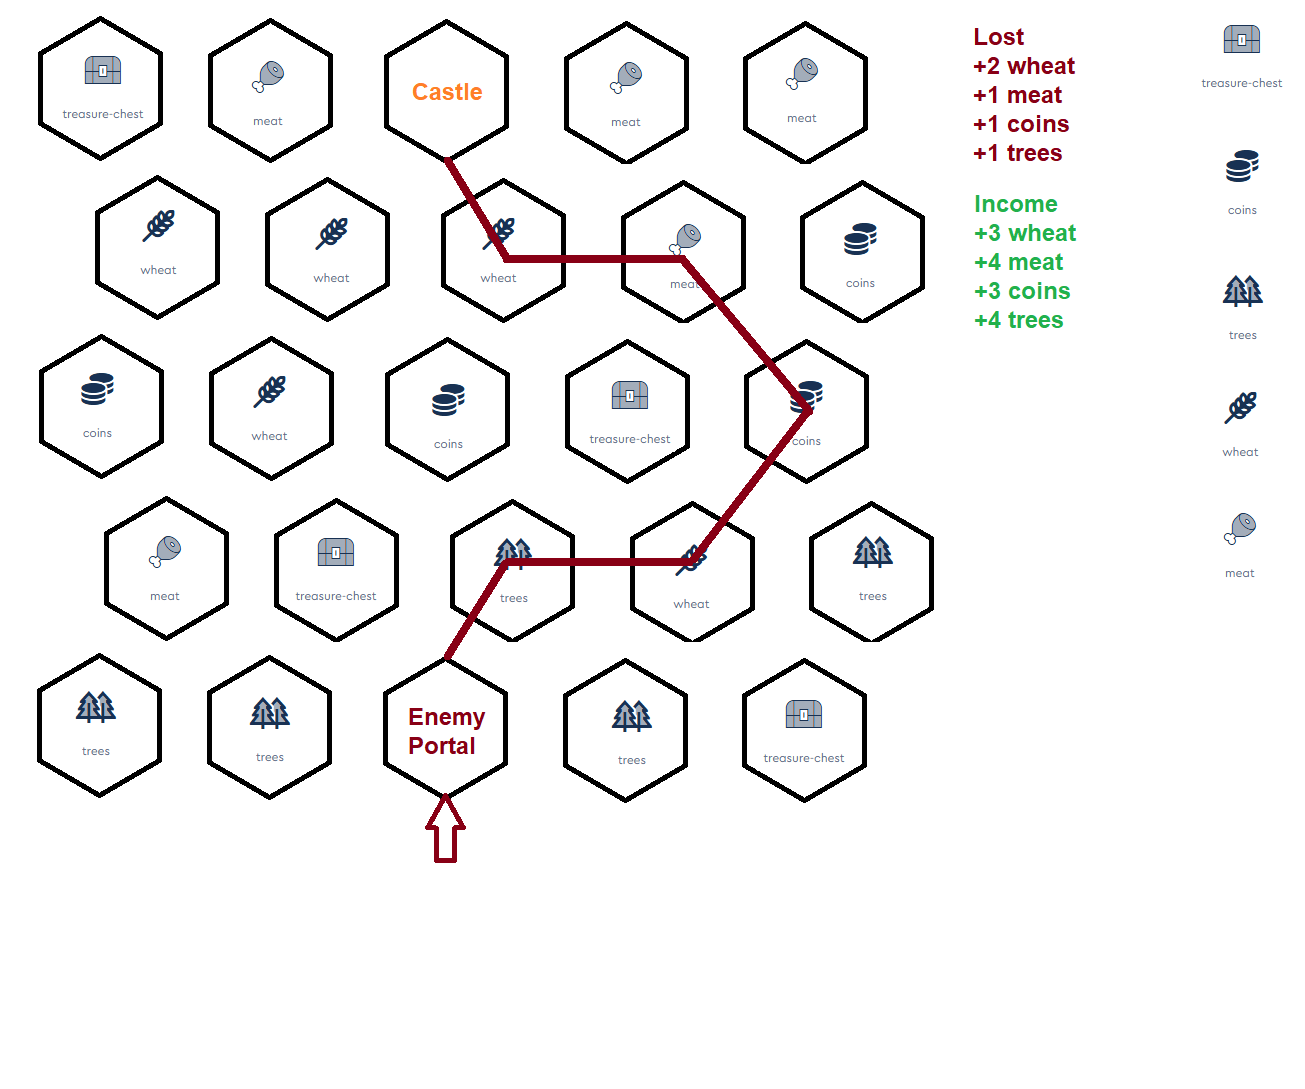 treasure-chest
meat
Castle
meat
meat
wheat
wheat
wheat
meat
coins
coins
wheat
coins
treasure-chest
coins
meat
treasure-chest
trees
wheat
trees
trees
trees
Enemy
Portal
trees
treasure-chest
Lost
+2 wheat
+1 meat
+1 coins
+1 trees
Income
+3 wheat
+4 meat
+3 coins
+4 trees
treasure-chest
coins
trees
wheat
meat